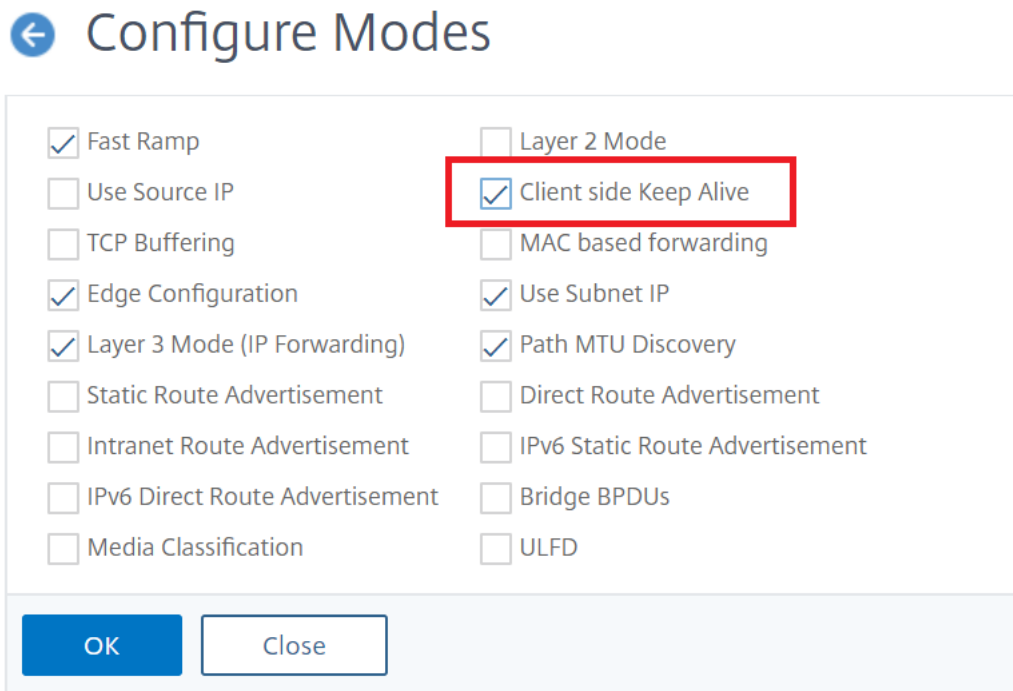 Configure Modes
Fast Ramp
Layer 2 Mode
Use Source IP
Client side Keep Alive
TCP Buffering
MAC based forwarding
Edge Configuration
Use Subnet IP
Layer 3 Mode (IP Forwarding)
Path MTU Discovery
Static Route Advertisement
Direct Route Advertisement
Intranet Route Advertisement
IPv6 Static Route Advertisement
IPv6 Direct Route Advertisement
Bridge BPDUs
Media Classification
ULFD
OK
Close